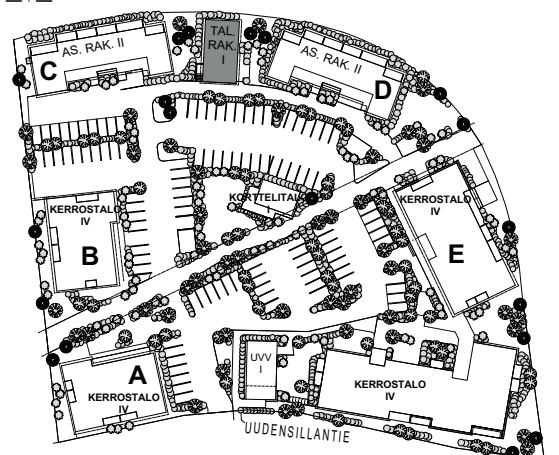 TAL.
RAK.
I
AS. RAK. II
C
AS. RAK. II
D
KORTTELITALO
I
KERROSTALO
IV
B
KERROSTALO
IV
E
UVV
I
A
KERROSTALO
IV
KERROSTALO
IV
UUDENSILLANTIE